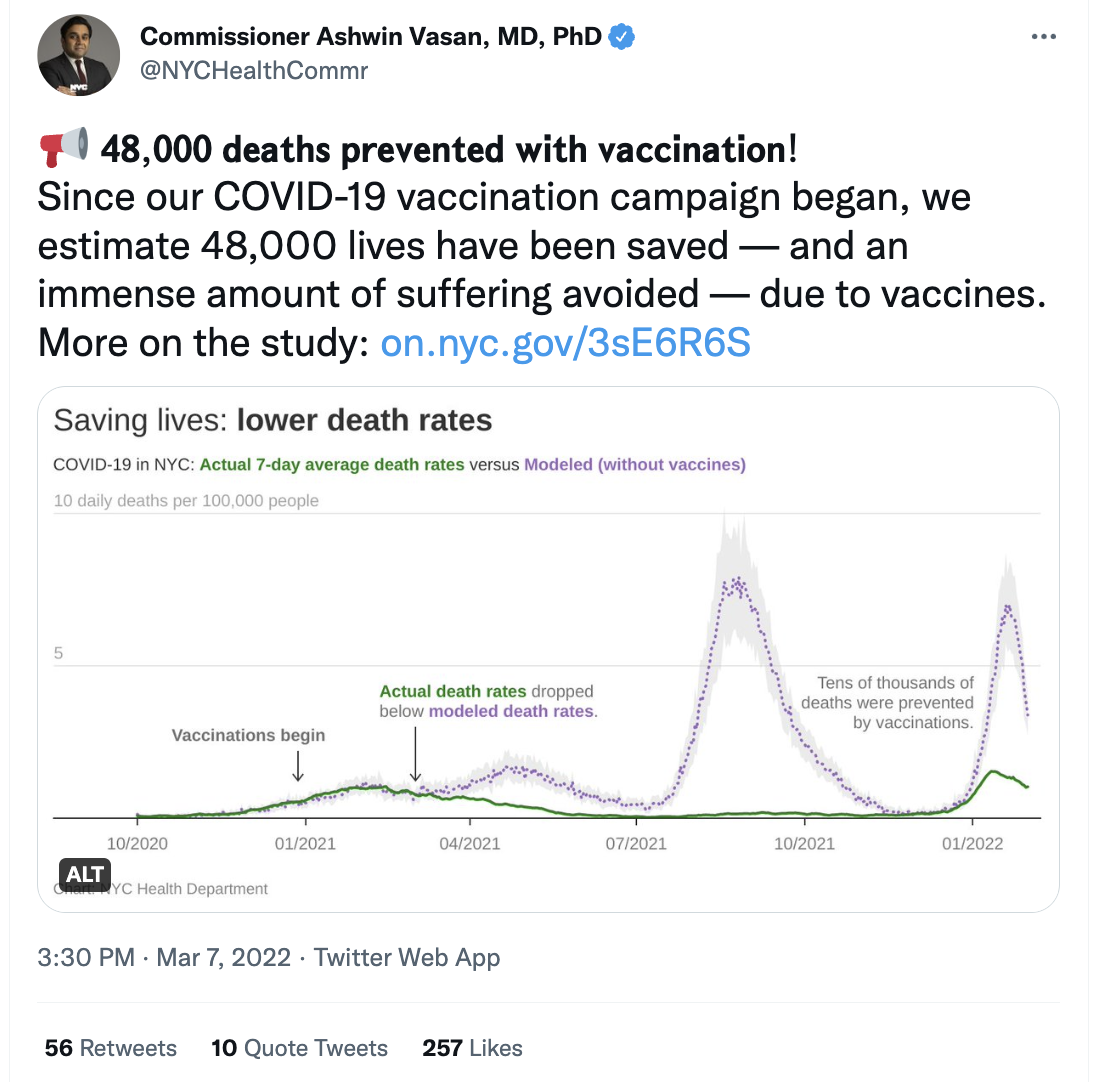 Commissioner Ashwin Vasan, MD, PhD
@NYCHealthCommr
NYC
48,000 deaths prevented with vaccination!
Since our COVID-19 vaccination campaign began, we
estimate 48,000 lives have been saved — and an
immense amount of suffering avoided — due to vaccines.
More on the study: on.nyc.gov/3sE6R6S
Saving lives: lower death rates
COVID-19 in NYC: Actual 7-day average death rates versus Modeled (without vaccines)
10 daily deaths per 100,000 people
5
Actual death rates dropped
below modeled death rates.
Tens of thousands of
deaths were prevented
by vaccinations.
Vaccinations begin
10/2020 01/2021 04/2021 07/2021 10/2021 01/2022
ALT
Chart: NYC Health Department
3:30 PM · Mar 7, 2022 · Twitter Web App
56 Retweets 10 Quote Tweets 257 Likes